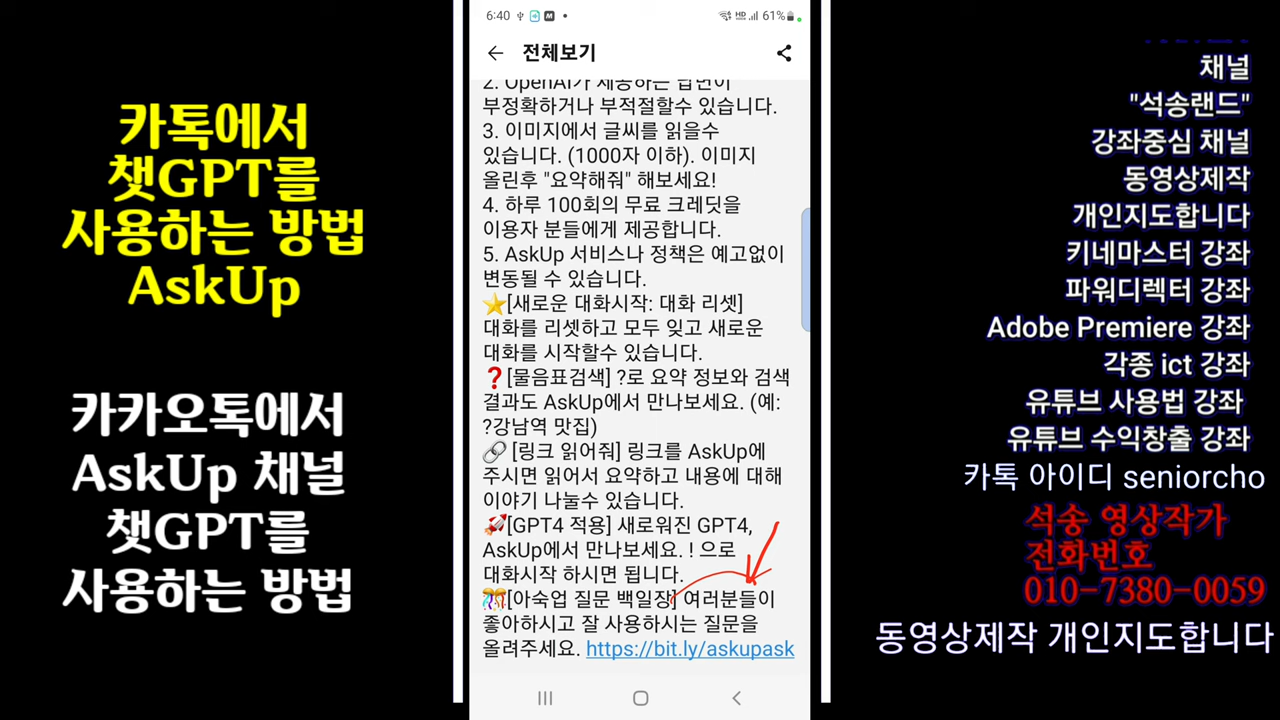 카톡에서
챗GPT를
사용하는 방법
AskUp
카카오톡에서
AskUp 채널
챗GPT를
사용하는 방법
6:40
61%
전체보기
2. OpenAI가 제공하는 답변이
부정확하거나 부적절할수 있습니다.
3. 이미지에서 글씨를 읽을수
있습니다. (1000자 이하). 이미지
올린후 "요약해줘" 해보세요!
4. 하루 100회의 무료 크레딧을
이용자 분들에게 제공합니다.
5. AskUp 서비스나 정책은 예고없이
변동될 수 있습니다.
⭐[새로운 대화시작: 대화 리셋]
대화를 리셋하고 모두 잊고 새로운
대화를 시작할수 있습니다.
❓[물음표검색] ?로 요약 정보와 검색
결과도 AskUp에서 만나보세요. (예:
?강남역 맛집)
🔗 [링크 읽어줘] 링크를 AskUp에
주시면 읽어서 요약하고 내용에 대해
이야기 나눌수 있습니다.
🚀[GPT4 적용] 새로워진 GPT4,
AskUp에서 만나보세요. ! 으로
대화시작 하시면 됩니다.
🎊[아숙업 질문 백일장] 여러분들이
좋아하시고 잘 사용하시는 질문을
올려주세요. https://bit.ly/askupask
채널
"석송랜드"
강좌중심 채널
동영상제작
개인지도합니다
키네마스터 강좌
파워디렉터 강좌
Adobe Premiere 강좌
각종 ict 강좌
유튜브 사용법 강좌
유튜브 수익창출 강좌
카톡 아이디 seniorcho
석송 영상작가
전화번호
010-7380-0059
동영상제작 개인지도합니다